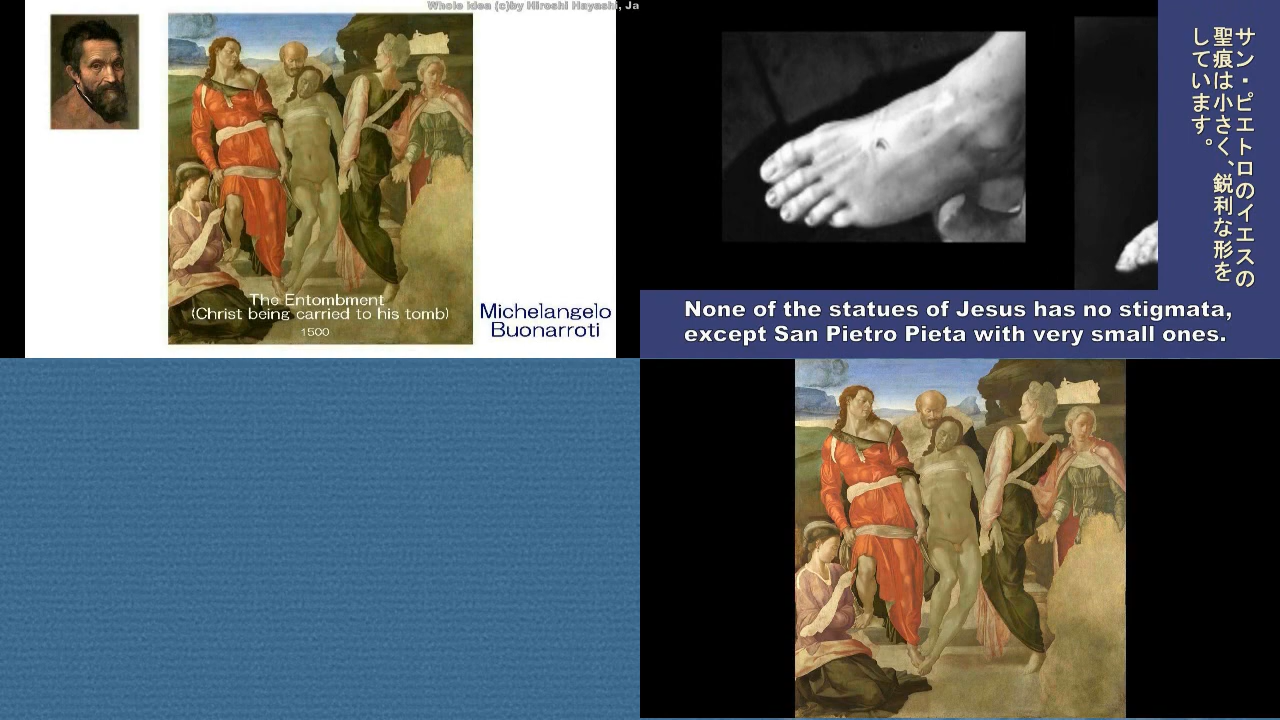 Whole idea (c)by Hiroshi Hayashi, Ja
The Entombment
(Christ being carried to his tomb)
1500
Michelangelo
Buonarroti
サン・ピエトロのイエスの
聖痕は小さく、鋭利な形を
しています。
None of the statues of Jesus has no stigmata,
except San Pietro Pieta with very small ones.